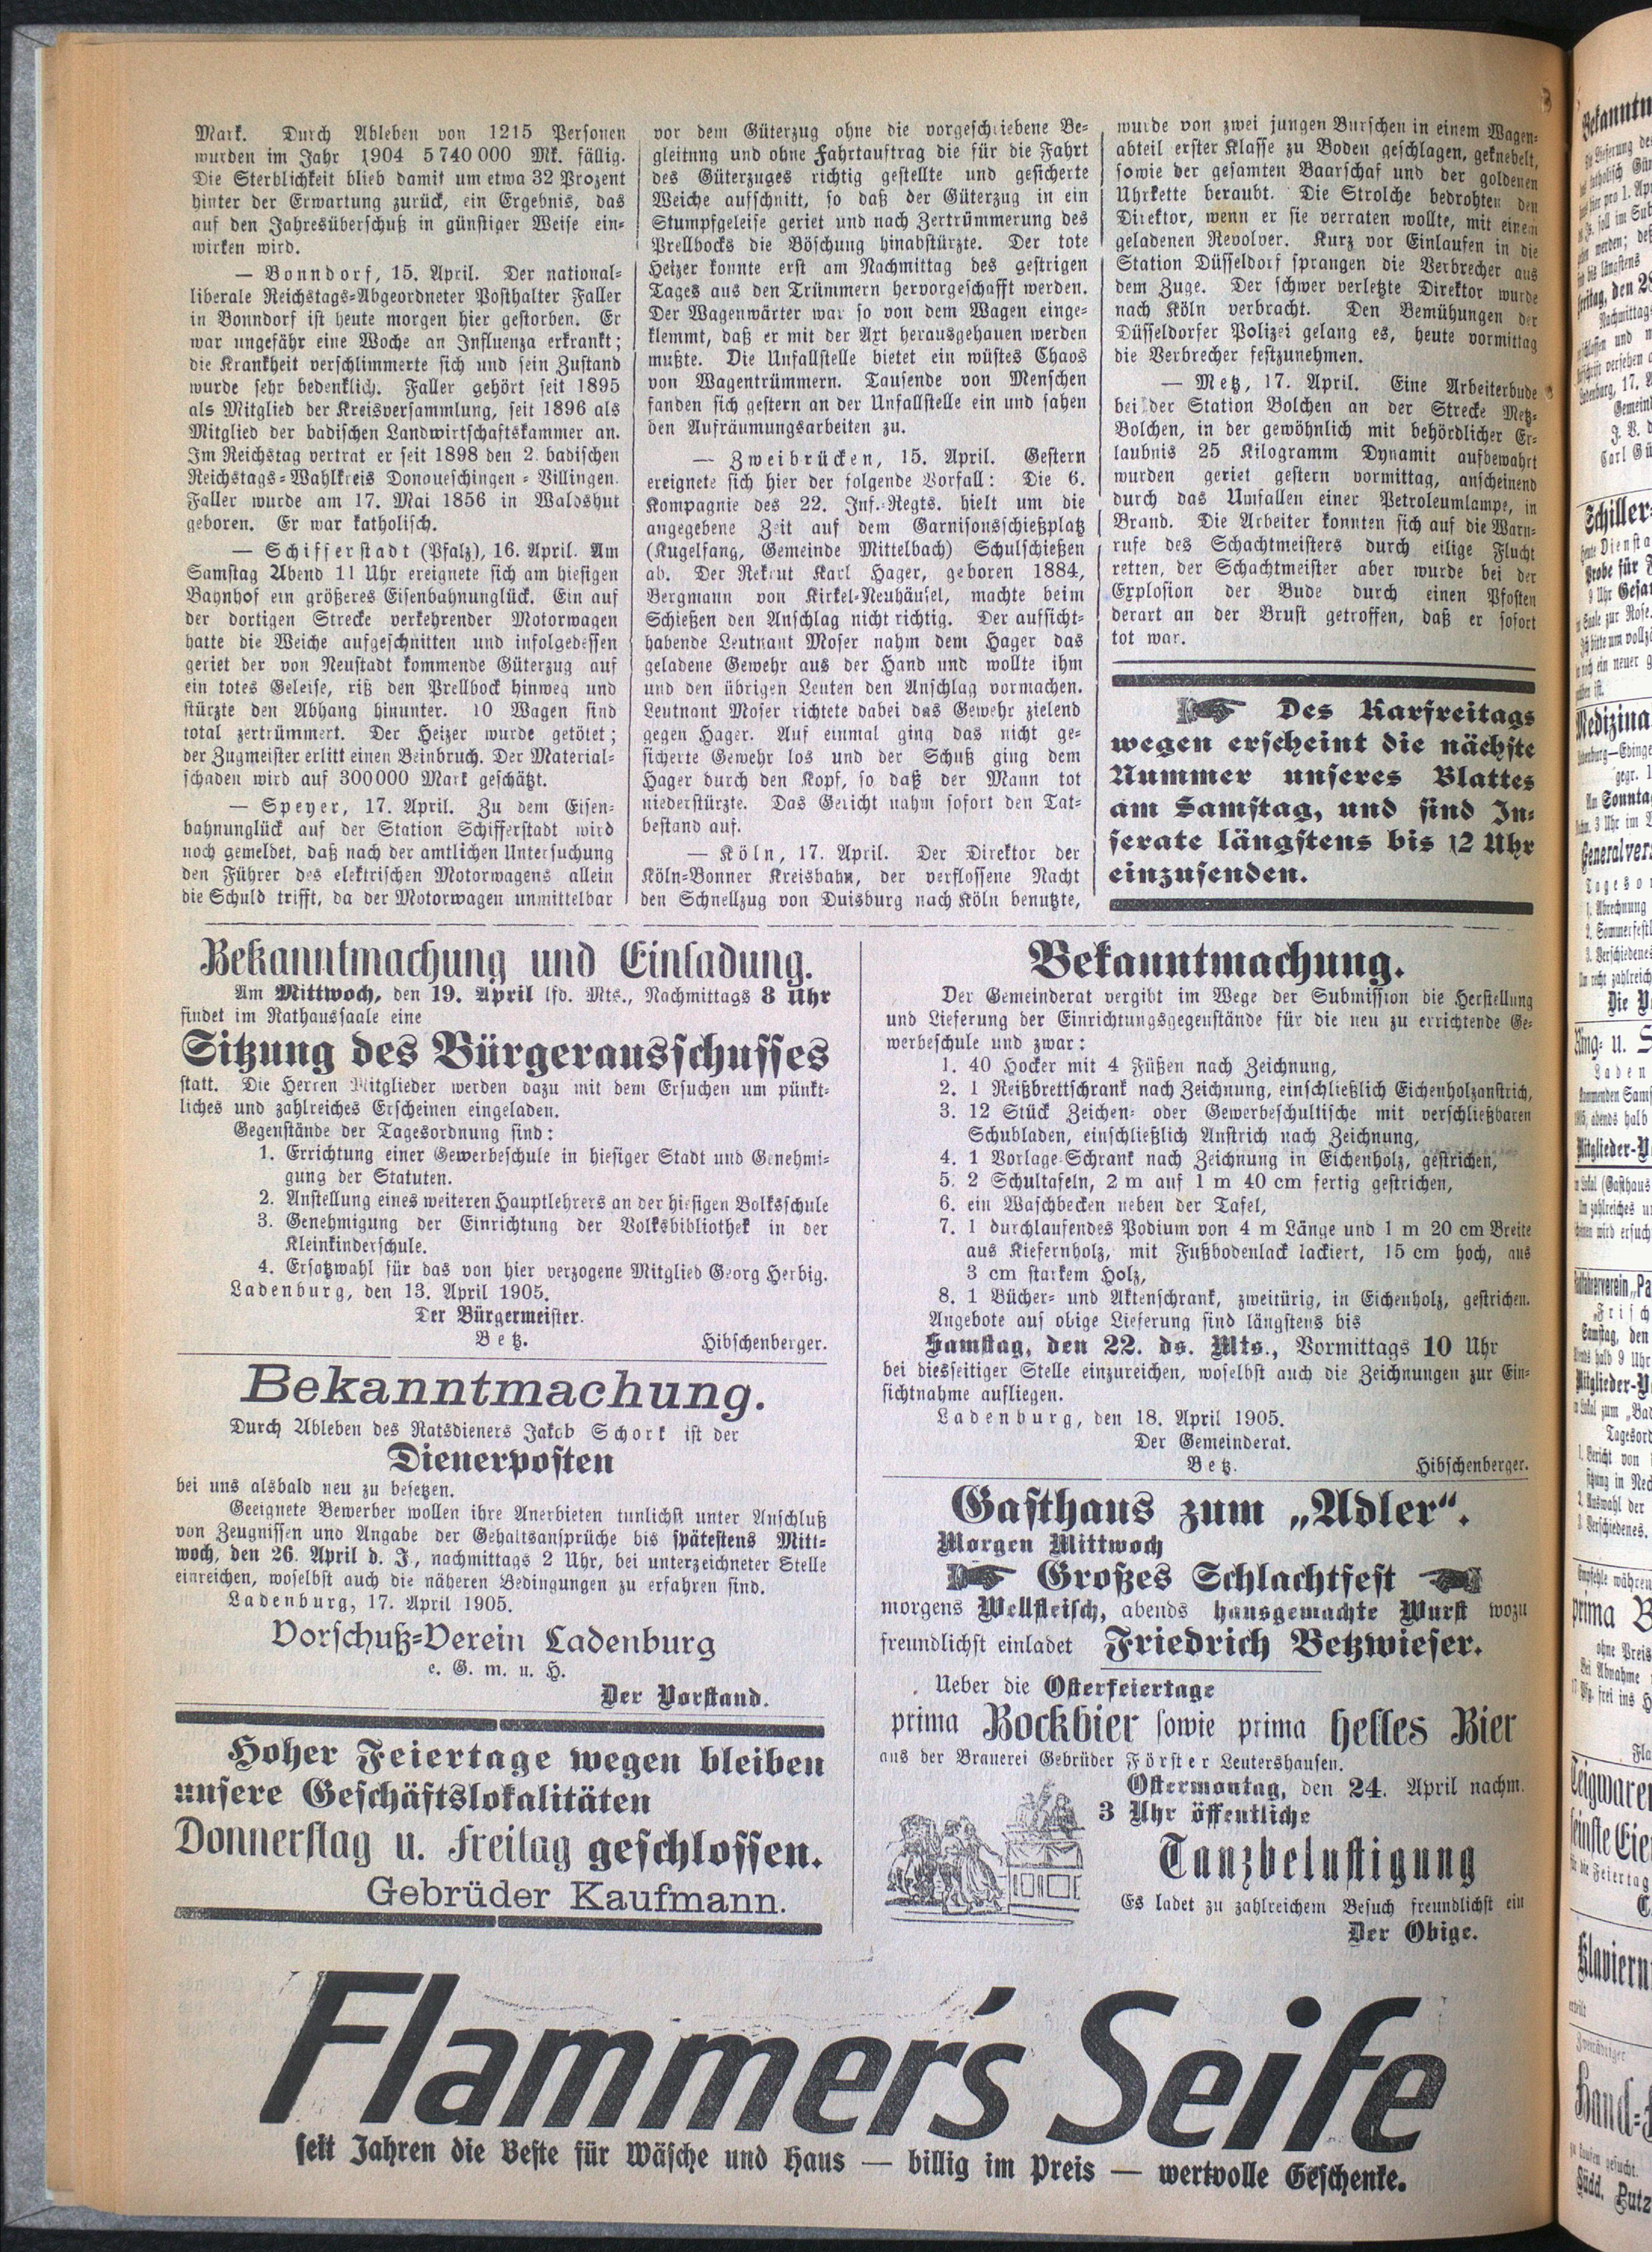 Mark. Durch Ableben von 1215 Personen
wurden im Jahr 1904 5 740 000 Mk. fällig.
Die Sterblichkeit blieb damit um etwa 32 Prozent
hinter der Erwartung zurück, ein Ergebnis, das
auf den Jahresüberschuß in günstiger Weise ein-
wirken wird.
— Bonndorf, 15. April. Der national-
liberale Reichstags-Abgeordneter Posthalter Faller
in Bonndorf ist heute morgen hier gestorben. Er
war ungefähr eine Woche an Influenza erkrankt;
die Krankheit verschlimmerte sich und sein Zustand
wurde sehr bedenklich. Faller gehört seit 1895
als Mitglied der Kreisversammlung, seit 1896 als
Mitglied der badischen Landwirtschaftskammer an.
Im Reichstag vertrat er seit 1898 den 2. badischen
Reichstags-Wahlkreis Donaueschingen-Villingen.
Faller wurde am 17. Mai 1856 in Waldshut
geboren. Er war katholisch.
— Schifferstadt (Pfalz), 16. April. Am
Samstag Abend 11 Uhr ereignete sich am hiesigen
Bahnhof ein größeres Eisenbahnunglück. Ein auf
der dortigen Strecke verkehrender Motorwagen
hatte die Weiche aufgeschnitten und infolgedessen
geriet der von Neustadt kommende Güterzug auf
ein totes Geleise, riß den Prellbock hinweg und
stürzte den Abhang hinunter. 10 Wagen sind
total zertrümmert. Der Heizer wurde getötet;
der Zugmeister erlitt einen Beinbruch. Der Material-
schaden wird auf 300000 Mark geschätzt.
— Speyer, 17. April. Zu dem Eisen-
bahnunglück auf der Station Schifferstadt wird
noch gemeldet, daß nach der amtlichen Untersuchung
den Führer des elektrischen Motorwagens allein
die Schuld trifft, da der Motorwagen unmittelbar
vor dem Güterzug ohne die vorgeschriebene Be-
gleitung und ohne Fahrtauftrag die für die Fahrt
des Güterzuges richtig gestellte und gesicherte
Weiche aufschnitt, so daß der Güterzug in ein
Stumpfgeleise geriet und nach Zertrümmerung des
Prellbocks die Böschung hinabstürzte. Der tote
Heizer konnte erst am Nachmittag des gestrigen
Tages aus den Trümmern hervorgeschafft werden.
Der Wagenwärter war so von dem Wagen einge-
klemmt, daß er mit der Axt herausgehauen werden
mußte. Die Unfallstelle bietet ein wüstes Chaos
von Wagentrümmern. Tausende von Menschen
fanden sich gestern an der Unfallstelle ein und sahen
den Aufräumungsarbeiten zu.
— Zweibrücken, 15. April. Gestern
ereignete sich hier der folgende Vorfall: Die 6.
Kompagnie des 22. Inf.-Regts. hielt um die
angegebene Zeit auf dem Garnisonsschießplatz
(Kugelfang, Gemeinde Mittelbach) Schulschießen
ab. Der Rekrut Karl Hager, geboren 1884,
Bergmann von Kirkel-Neuhäusel, machte beim
Schießen den Anschlag nicht richtig. Der aufsicht-
habende Leutnant Moser nahm dem Hager das
geladene Gewehr aus der Hand und wollte ihm
und den übrigen Leuten den Anschlag vormachen.
Leutnant Moser richtete dabei das Gewehr zielend
gegen Hager. Auf einmal ging das nicht ge-
sicherte Gewehr los und der Schuß ging dem
Hager durch den Kopf, so daß der Mann tot
niederstürzte. Das Gericht nahm sofort den Tat-
bestand auf.
— Köln, 17. April. Der Direktor der
Köln-Bonner Kreisbahn, der verflossene Nacht
den Schnellzug von Duisburg nach Köln benutzte,
wurde von zwei jungen Burschen in einem Wagen-
abteil erster Klasse zu Boden geschlagen, geknebelt,
sowie der gesamten Baarschaf und der goldenen
Uhrkette beraubt. Die Strolche bedrohten den
Direktor, wenn er sie verraten wollte, mit einem
geladenen Revolver. Kurz vor Einlaufen in die
Station Düsseldorf sprangen die Verbrecher aus
dem Zuge. Der schwer verletzte Direktor wurde
nach Köln verbracht. Den Bemühungen der
Düsseldorfer Polizei gelang es, heute vormittag
die Verbrecher festzunehmen.
— Metz, 17. April. Eine Arbeiterbude
bei der Station Bolchen an der Strecke Metz-
Bolchen, in der gewöhnlich mit behördlicher Er-
laubnis 25 Kilogramm Dynamit aufbewahrt
wurden geriet gestern vormittag, anscheinend
durch das Umfallen einer Petroleumlampe, in
Brand. Die Arbeiter konnten sich auf die Warn-
rufe des Schachtmeisters durch eilige Flucht
retten, der Schachtmeister aber wurde bei der
Explosion der Bude durch einen Pfosten
derart an der Brust getroffen, daß er sofort
tot war.
Des Karfreitags
wegen erscheint die nächste
Nummer unseres Blattes
am Samstag, und sind In-
serate längstens bis 12 Uhr
einzusenden.
Bekanntmachung und Einladung.
Am Mittwoch, den 19. April lfd. Mts., Nachmittags 8 Uhr
findet im Rathaussaale eine
Sitzung des Bürgerausschusses
statt. Die Herren Mitglieder werden dazu mit dem Ersuchen um pünkt-
liches und zahlreiches Erscheinen eingeladen.
Gegenstände der Tagesordnung sind:
1. Errichtung einer Gewerbeschule in hiesiger Stadt und Genehmi-
gung der Statuten.
2. Anstellung eines weiteren Hauptlehrers an der hiesigen Volksschule
3. Genehmigung der Einrichtung der Volksbibliothek in der
Kleinkinderschule.
4. Ersatzwahl für das von hier verzogene Mitglied Georg Herbig.
Ladenburg, den 13. April 1905.
Der Bürgermeister.
Betz. Hibschenberger.
Bekanntmachung.
Durch Ableben des Ratsdieners Jakob Schork ist der
Dienerposten
bei uns alsbald neu zu besetzen.
Geeignete Bewerber wollen ihre Anerbieten tunlichst unter Anschluß
von Zeugnissen und Angabe der Gehaltsansprüche bis spätestens Mitt-
woch, den 26. April d. J., nachmittags 2 Uhr, bei unterzeichneter Stelle
einreichen, woselbst auch die näheren Bedingungen zu erfahren sind.
Ladenburg, 17. April 1905.
Vorschuß-Verein Ladenburg
e. G. m. u. H.
Der Vorstand.
Hoher Feiertage wegen bleiben
unsere Geschäftslokalitäten
Donnerstag u. Freitag geschlossen.
Gebrüder Kaufmann.
Bekanntmachung.
Der Gemeinderat vergibt im Wege der Submission die Herstellung
und Lieferung der Einrichtungsgegenstände für die neu zu errichtende Ge-
werbeschule und zwar:
1. 40 Hocker mit 4 Füßen nach Zeichnung,
2. 1 Reißbrettschrank nach Zeichnung, einschließlich Eichenholzanstrich,
3. 12 Stück Zeichen- oder Gewerbeschultische mit verschließbaren
Schubladen, einschließlich Anstrich nach Zeichnung,
4. 1 Vorlage-Schrank nach Zeichnung in Eichenholz, gestrichen,
5. 2 Schultafeln, 2 m auf 1 m 40 cm fertig gestrichen,
6. ein Waschbecken neben der Tafel,
7. 1 durchlaufendes Podium von 4 m Länge und 1 m 20 cm Breite
aus Kiefernholz, mit Fußbodenlack lackiert, 15 cm hoch, aus
3 cm starkem Holz,
8. 1 Bücher- und Aktenschrank, zweitürig, in Eichenholz, gestrichen.
Angebote auf obige Lieferung sind längstens bis
Samstag, den 22. ds. Mts., Vormittags 10 Uhr
bei diesseitiger Stelle einzureichen, woselbst auch die Zeichnungen zur Ein-
sichtnahme aufliegen.
Ladenburg, den 18. April 1905.
Der Gemeinderat.
Betz. Hibschenberger.
Gasthaus zum „Adler“.
Morgen Mittwoch
Großes Schlachtfest
morgens Wellfleisch, abends hausgemachte Wurst wozu
freundlichst einladet Friedrich Betzwieser.
Ueber die Osterfeiertage
prima Bockbier sowie prima helles Bier
aus der Brauerei Gebrüder Förster Leutershausen.
Ostermontag, den 24. April nachm.
3 Uhr öffentliche
Tanzbelustigung
Es ladet zu zahlreichem Besuch freundlichst ein
Der Obige.
Flammer's Seife
seit Jahren die Beste für Wäsche und Haus — billig im Preis — wertvolle Geschenke.